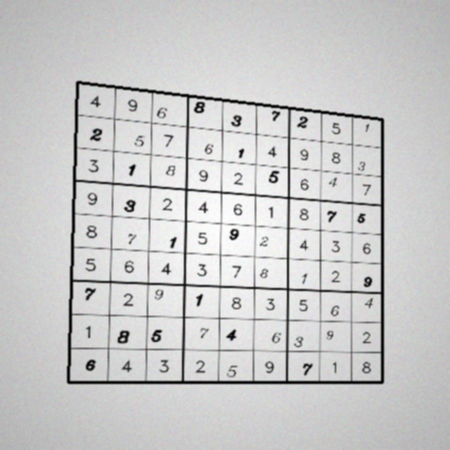 4 9 6 8 3 7 2 5 1
2 5 7 6 1 4 9 8 3
3 1 8 9 2 5 6 4 7
9 3 2 4 6 1 8 7 5
8 7 1 5 9 2 4 3 6
5 6 4 3 7 8 1 2 9
7 2 9 1 8 3 5 6 4
1 8 5 7 4 6 3 9 2
6 4 3 2 5 9 7 1 8